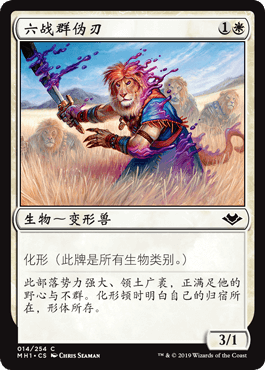 六战群伪刃 1
生物～变形兽
化形（此牌是所有生物类别。）
此部落势力强大、领土广袤，正满足他的
野心与不群。化形顿时明白自己的归宿所
在，形体所存。
3/1
014/254 C
MH1 • CS CHRIS SEAMAN
™ & © 2019 Wizards of the Coast